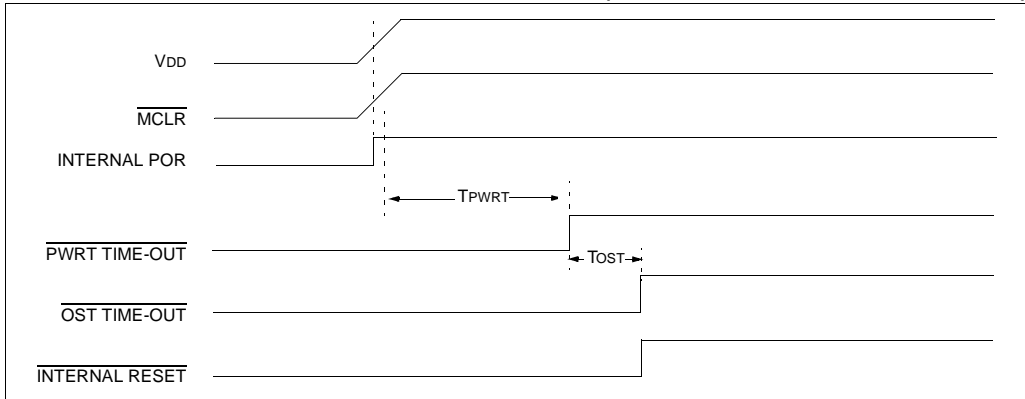 VDD
MCLR
INTERNAL POR
TPWRT
PWRT TIME-OUT
TOST
OST TIME-OUT
INTERNAL RESET